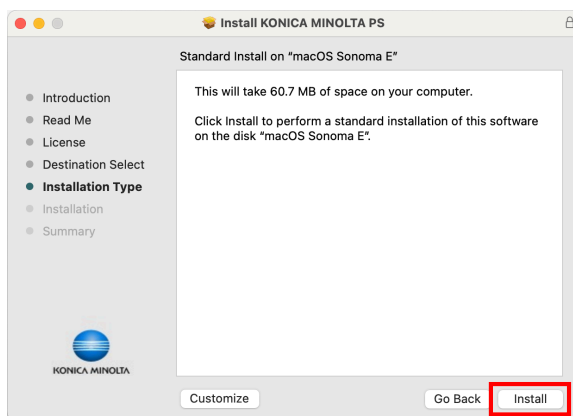 Install KONICA MINOLTA PS
Standard Install on “macOS Sonoma E”
Introduction
Read Me
License
Destination Select
Installation Type
Installation
Summary
This will take 60.7 MB of space on your computer.
Click Install to perform a standard installation of this software
on the disk “macOS Sonoma E”.
KONICA MINOLTA
Customize
Go Back
Install